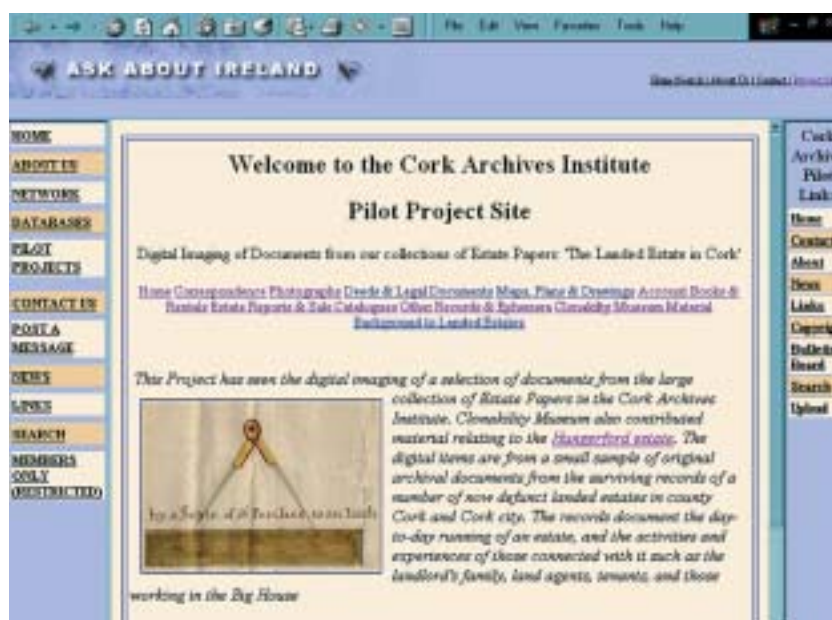 File Edit View Favorites Tools Help
ASK ABOUT IRELAND
HOME
ABOUT US
NETWORK
DATABASES
PILOT
PROJECTS
CONTACT US
POST A
MESSAGE
NEWS
LINKS
SEARCH
MEMBERS
ONLY
(RESTRICTED)
Welcome to the Cork Archives Institute
Pilot Project Site
Digital Imaging of Documents from our collections of Estate Papers: 'The Landed Estate in Cork'
Home Correspondence Photographs Deeds & Legal Documents Maps, Plans & Drawings Account Books &
Rentals Estate Reports & Sale Catalogues Other Records & Ephemera Clonakilty Museum Material
Background to Landed Estates
This Project has seen the digital imaging of a selection of documents from the large
collection of Estate Papers in the Cork Archives
Institute. Clonakility Museum also contributed
material relating to the Hungerford estate. The
digital items are from a small sample of original
archival documents from the surviving records of a
number of now defunct landed estates in county
Cork and Cork city. The records document the day-
to-day running of an estate, and the activities and
experiences of those connected with it such as the
landlord's family, land agents, tenants, and those
working in the Big House
by a Scale of
Cork
Archiv
Pilot
Link
Home
Contact
About
News
Links
Bulletin
Board
Search
Upload